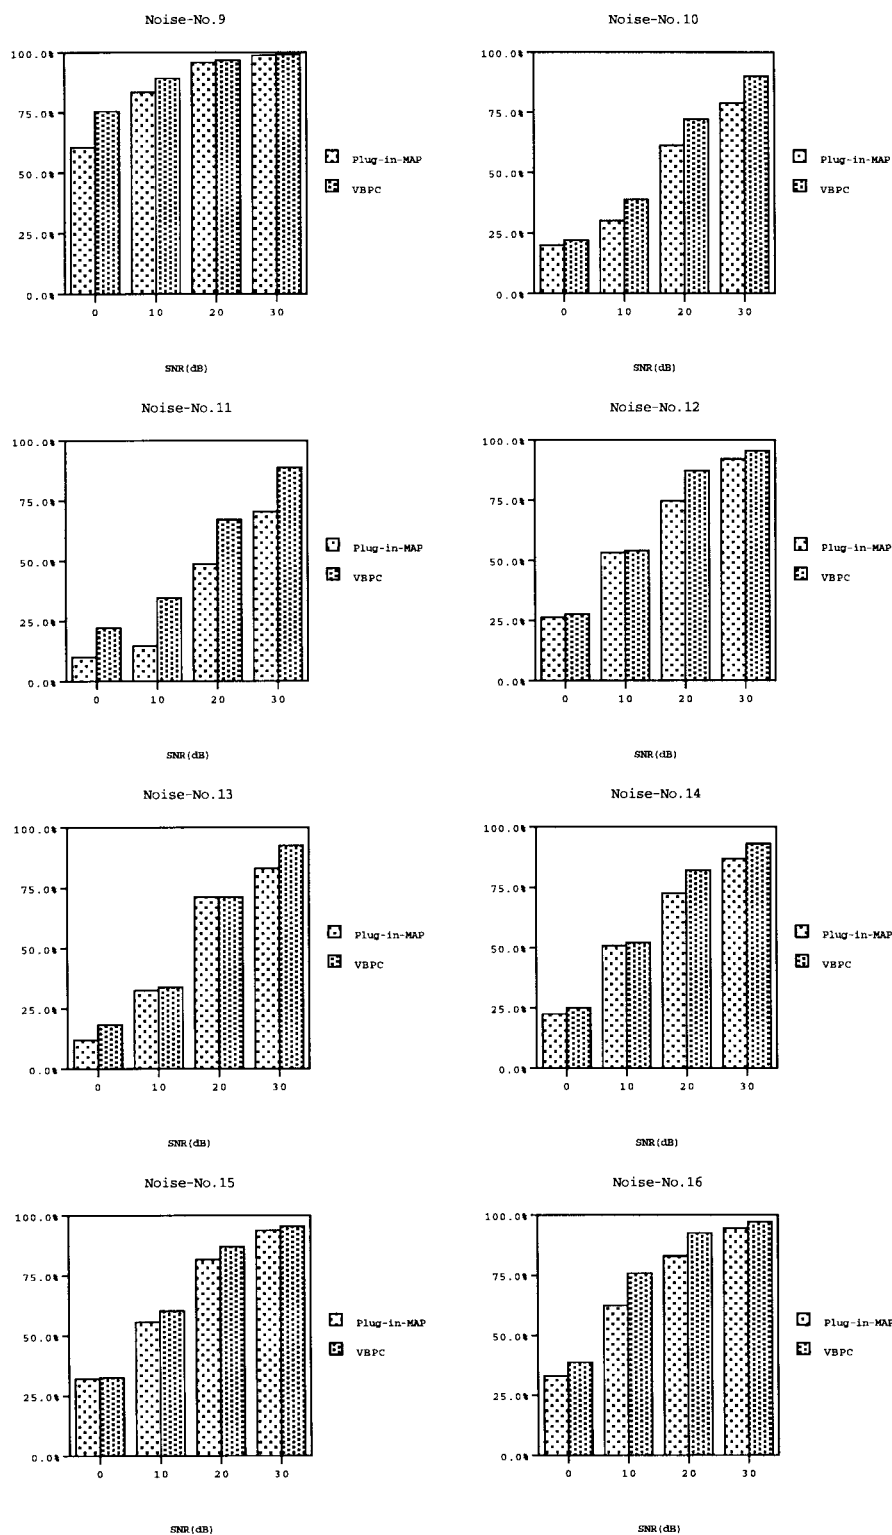 Noise-No.9
100.0%
75.0%
50.0%
25.0%
0.0%
0 10 20 30
SNR(dB)
Plug-in-MAP
VBPC
Noise-No.10
100.0%
75.0%
50.0%
25.0%
0.0%
0 10 20 30
SNR(dB)
Plug-in-MAP
VBPC
Noise-No.11
100.0%
75.0%
50.0%
25.0%
0.0%
0 10 20 30
SNR(dB)
Plug-in-MAP
VBPC
Noise-No.12
100.0%
75.0%
50.0%
25.0%
0.0%
0 10 20 30
SNR(dB)
Plug-in-MAP
VBPC
Noise-No.13
100.0%
75.0%
50.0%
25.0%
0.0%
0 10 20 30
SNR(dB)
Plug-in-MAP
VBPC
Noise-No.14
100.0%
75.0%
50.0%
25.0%
0.0%
0 10 20 30
SNR(dB)
Plug-in-MAP
VBPC
Noise-No.15
100.0%
75.0%
50.0%
25.0%
0.0%
0 10 20 30
SNR(dB)
Plug-in-MAP
VBPC
Noise-No.16
100.0%
75.0%
50.0%
25.0%
0.0%
0 10 20 30
SNR(dB)
Plug-in-MAP
VBPC